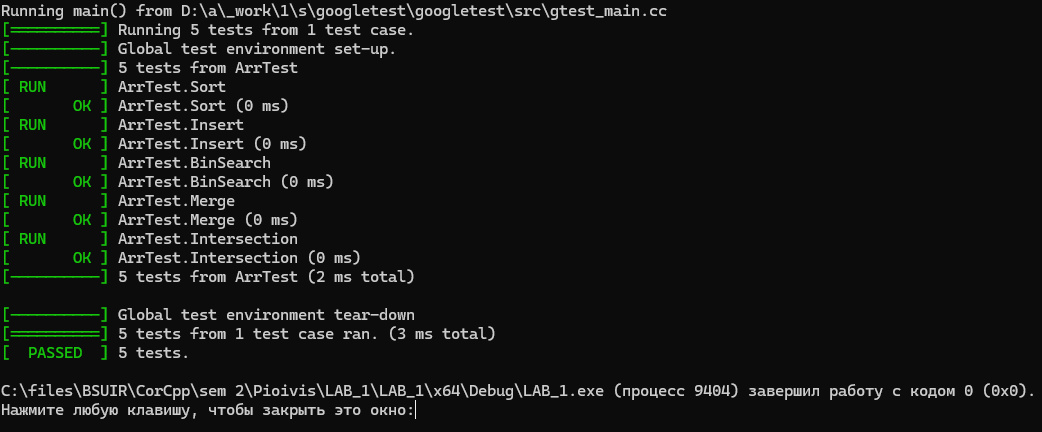 Running main() from D:\a\_work\1\s\googletest\googletest\src\gtest_main.cc
[==========] Running 5 tests from 1 test case.
[----------] Global test environment set-up.
[----------] 5 tests from ArrTest
[ RUN      ] ArrTest.Sort
[       OK ] ArrTest.Sort (0 ms)
[ RUN      ] ArrTest.Insert
[       OK ] ArrTest.Insert (0 ms)
[ RUN      ] ArrTest.BinSearch
[       OK ] ArrTest.BinSearch (0 ms)
[ RUN      ] ArrTest.Merge
[       OK ] ArrTest.Merge (0 ms)
[ RUN      ] ArrTest.Intersection
[       OK ] ArrTest.Intersection (0 ms)
[----------] 5 tests from ArrTest (2 ms total)
[----------] Global test environment tear-down
[==========] 5 tests from 1 test case ran. (3 ms total)
[  PASSED  ] 5 tests.
C:\files\BSUIR\CorCpp\sem 2\Pioivis\LAB_1\LAB_1\x64\Debug\LAB_1.exe (процесс 9404) завершил работу с кодом 0 (0x0).
Нажмите любую клавишу, чтобы закрыть это окно: